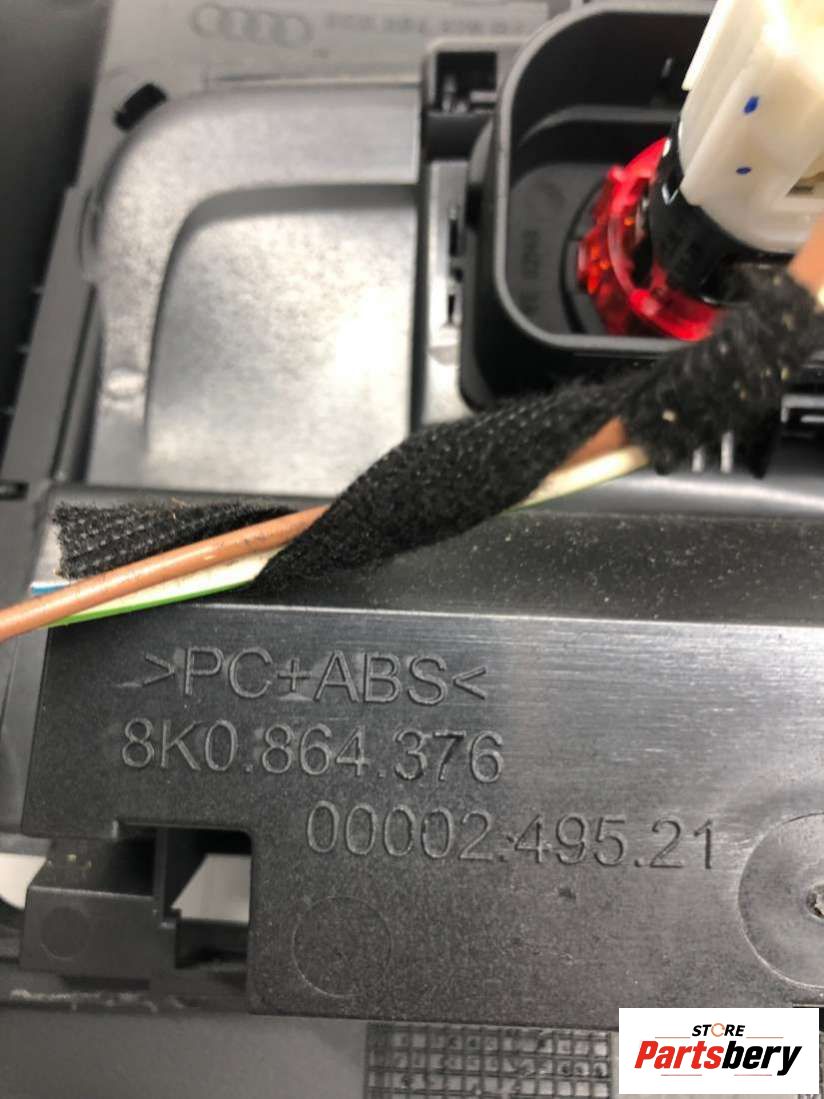 >PC+ABS<
8K0.864.376
00002.495.21
STORE
Partsbery